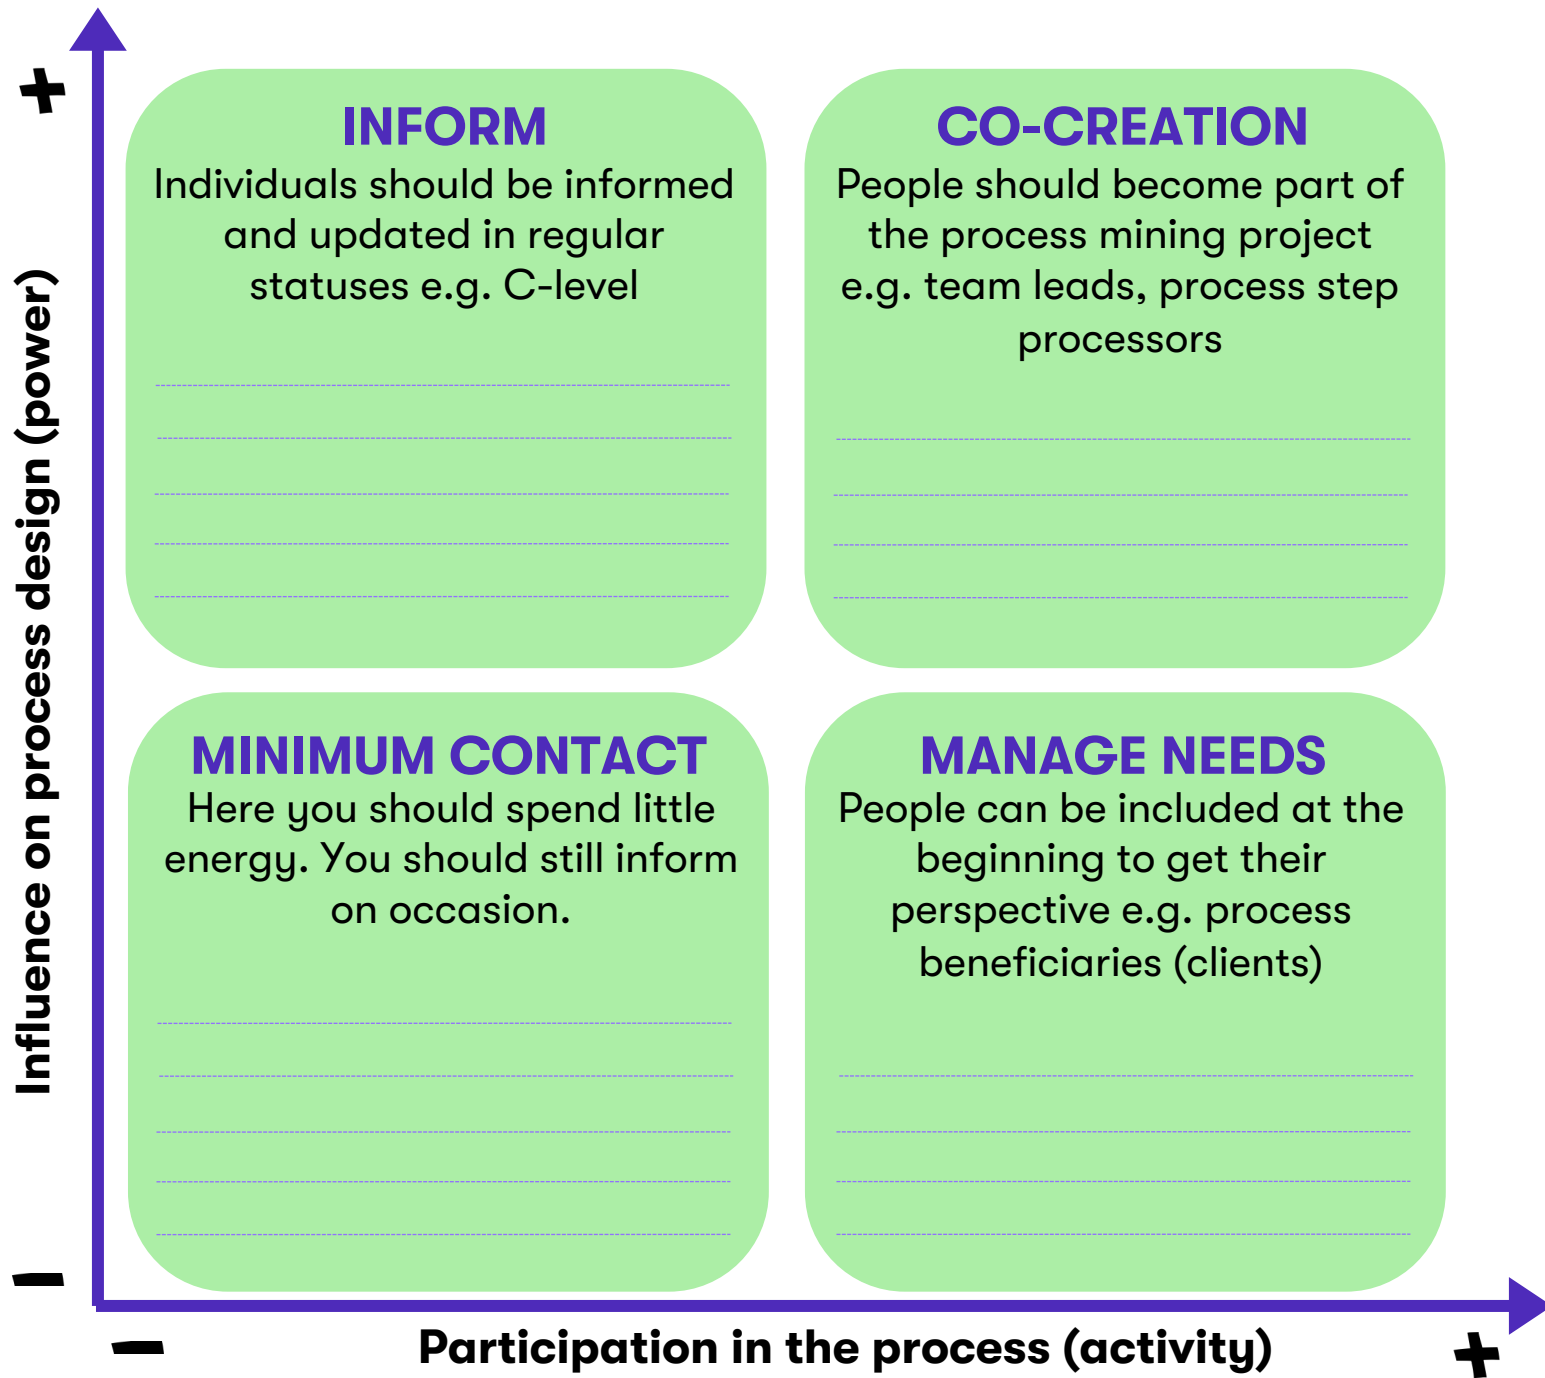 +
Influence on process design (power)
–
INFORM
Individuals should be informed
and updated in regular
statuses e.g. C-level
CO-CREATION
People should become part of
the process mining project
e.g. team leads, process step
processors
MINIMUM CONTACT
Here you should spend little
energy. You should still inform
on occasion.
MANAGE NEEDS
People can be included at the
beginning to get their
perspective e.g. process
beneficiaries (clients)
–
Participation in the process (activity)
+